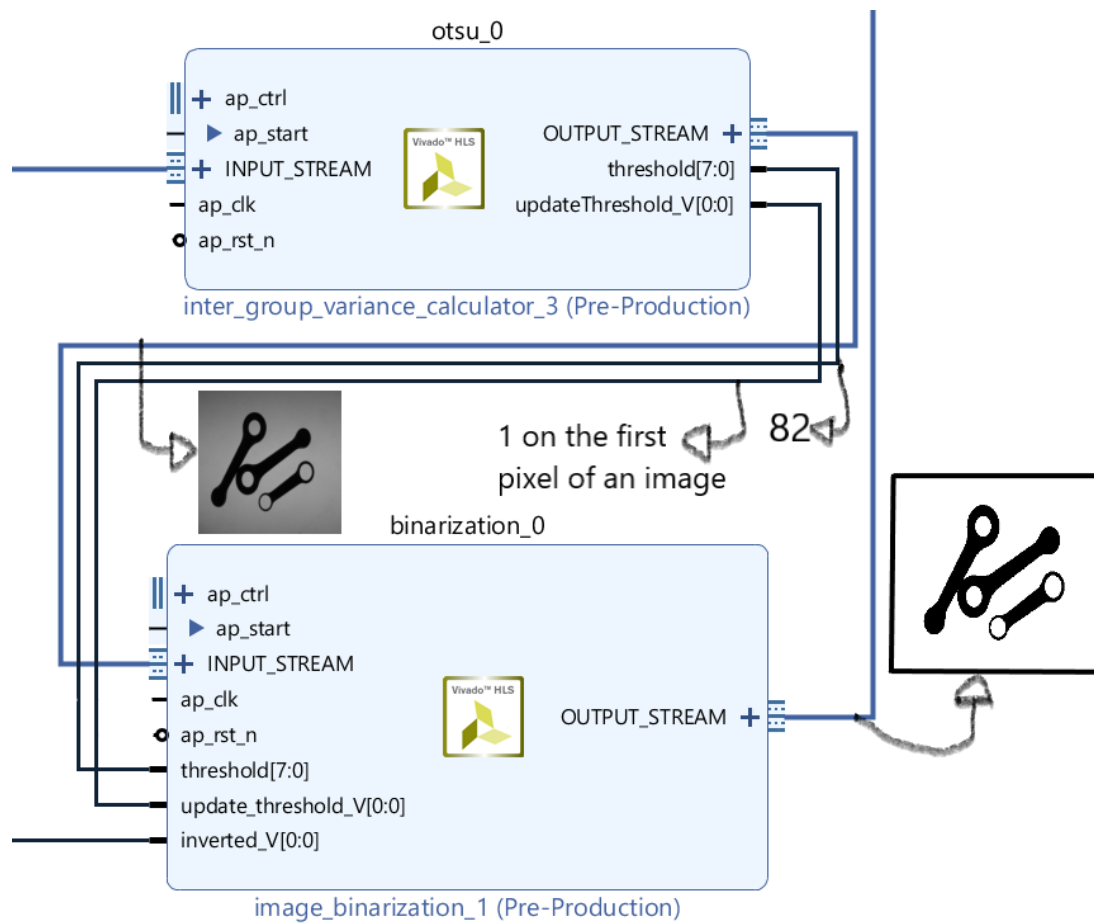 otsu_0
ap_ctrl
ap_start
INPUT_STREAM
ap_clk
ap_rst_n
Vivado™ HLS
OUTPUT_STREAM
threshold[7:0]
updateThreshold_V[0:0]
inter_group_variance_calculator_3 (Pre-Production)
1 on the first
pixel of an image
82
binarization_0
ap_ctrl
ap_start
INPUT_STREAM
ap_clk
ap_rst_n
threshold[7:0]
update_threshold_V[0:0]
inverted_V[0:0]
Vivado™ HLS
OUTPUT_STREAM
image_binarization_1 (Pre-Production)